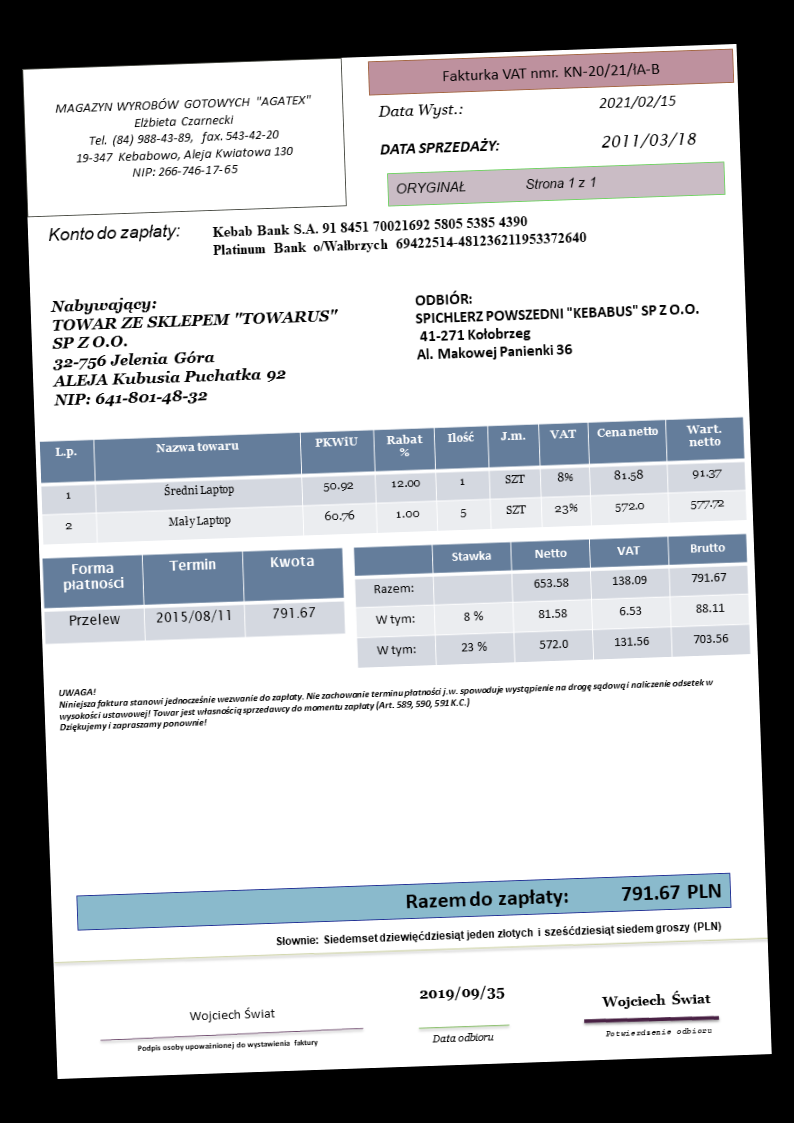 MAGAZYN WYROBÓW GOTOWYCH "AGATEX"
Elżbieta Czarnecki
Tel. (84) 988-43-89, fax. 543-42-20
19-347 Kebabowo, Aleja Kwiatowa 130
NIP: 266-746-17-65
Fakturka VAT nmr. KN-20/21/łA-B
Data Wyst.: 2021/02/15
DATA SPRZEDAŻY: 2011/03/18
ORYGINAŁ Strona 1 z 1
Konto do zapłaty: Kebab Bank S.A. 91 8451 70021692 5805 5385 4390
Platinum Bank o/Wałbrzych 69422514-481236211953372640
Nabywający:
TOWAR ZE SKLEPEM "TOWARUS"
SP Z O.O.
32-756 Jelenia Góra
ALEJA Kubusia Puchatka 92
NIP: 641-801-48-32
ODBIÓR:
SPICHLERZ POWSZEDNI "KEBABUS" SP Z O.O.
41-271 Kołobrzeg
Al. Makowej Panienki 36
L.p. Nazwa towaru PKWiU Rabat % Ilość J.m. VAT Cena netto Wart. netto
1 Średni Laptop 50.92 12.00 1 SZT 8% 81.58 91.37
2 Mały Laptop 60.76 1.00 5 SZT 23% 572.0 577.72
Forma płatności Termin Kwota
Przelew 2015/08/11 791.67
Stawka Netto VAT Brutto
Razem: 653.58 138.09 791.67
W tym: 8 % 81.58 6.53 88.11
W tym: 23 % 572.0 131.56 703.56
UWAGA!
Niniejsza faktura stanowi jednocześnie wezwanie do zapłaty. Nie zachowanie terminu płatności j.w. spowoduje wystąpienie na drogę sądową i naliczenie odsetek w
wysokości ustawowej! Towar jest własnością sprzedawcy do momentu zapłaty (Art. 589, 590, 591 K.C.)
Dziękujemy i zapraszamy ponownie!
Razem do zapłaty: 791.67 PLN
Słownie: Siedemset dziewięćdziesiąt jeden złotych i sześćdziesiąt siedem groszy (PLN)
Wojciech Świat
Podpis osoby upoważnionej do wystawienia faktury
2019/09/35
Data odbioru
Wojciech Świat
Potwierdzenie odbioru